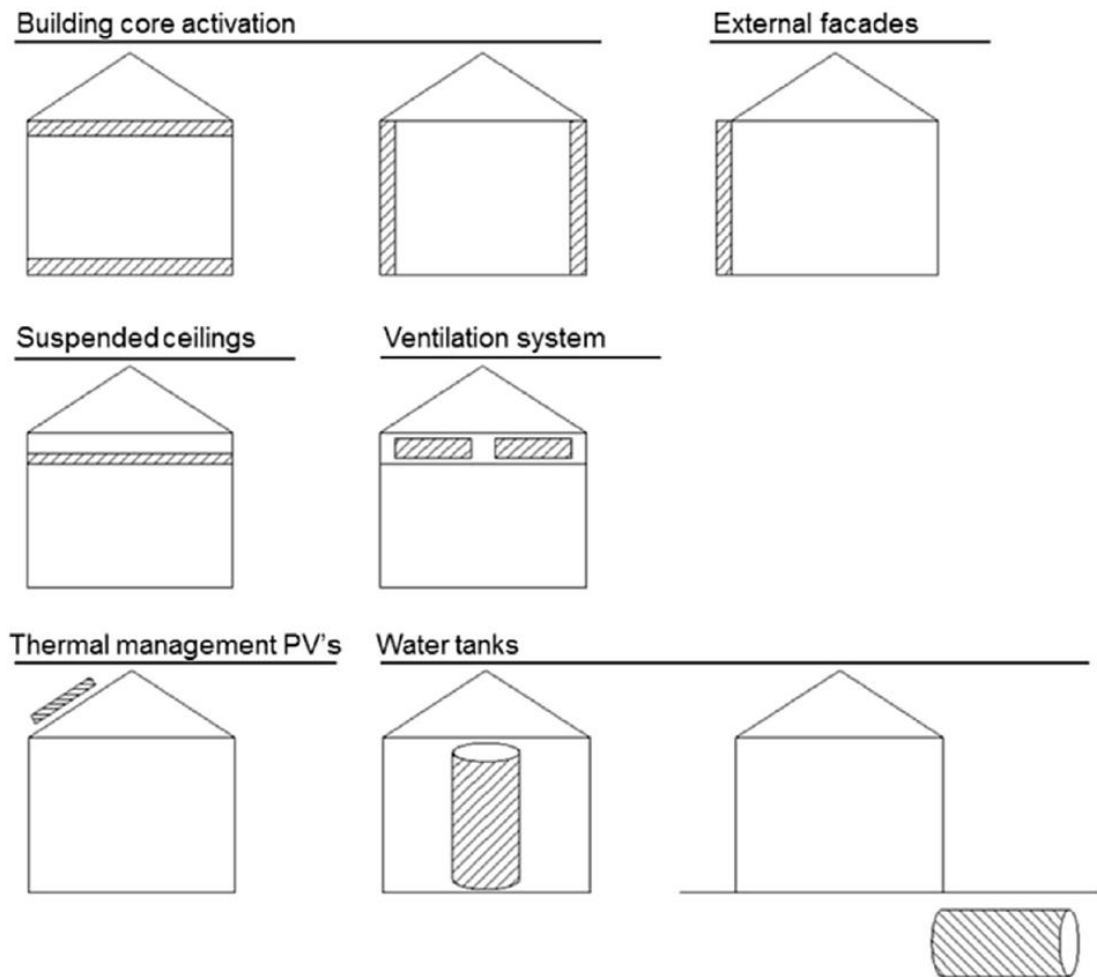 Building core activation
External facades
Suspended ceilings
Ventilation system
Thermal management PV's
Water tanks